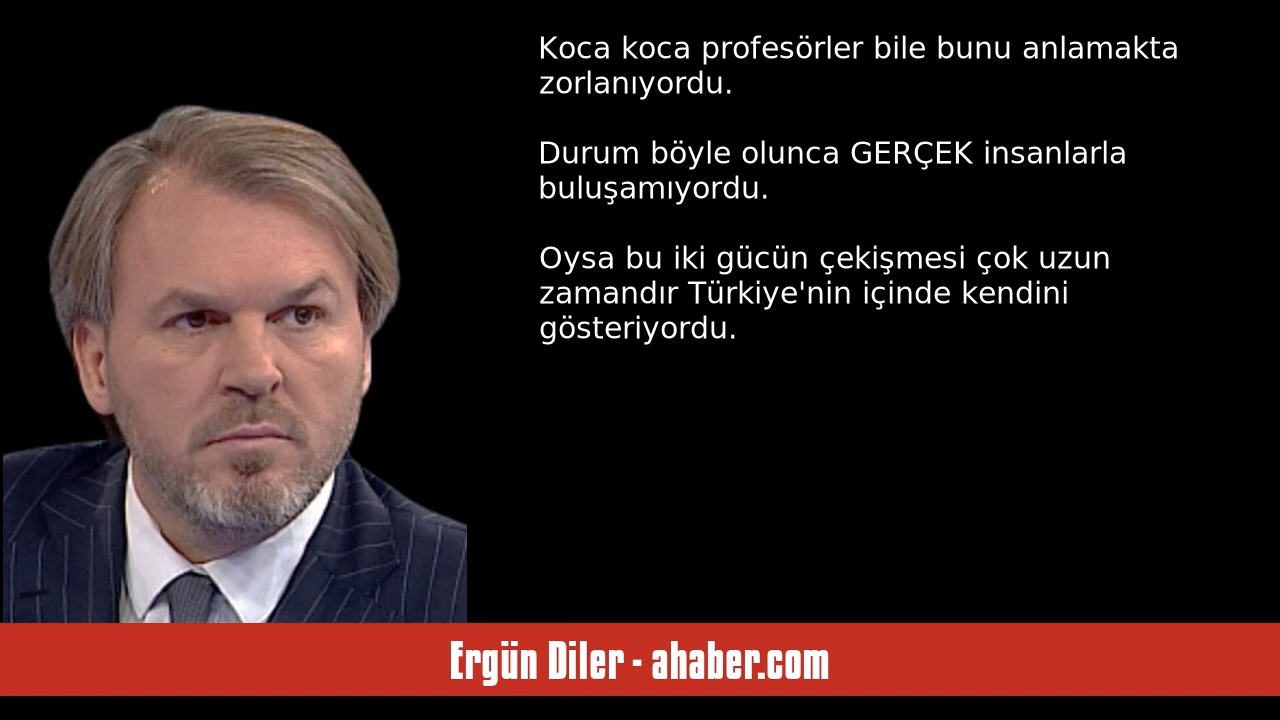 Koca koca profesörler bile bunu anlamakta
zorlanıyordu.
Durum böyle olunca GERÇEK insanlarla
buluşamıyordu.
Oysa bu iki gücün çekişmesi çok uzun
zamandır Türkiye'nin içinde kendini
gösteriyordu.
Ergün Diler - ahaber.com